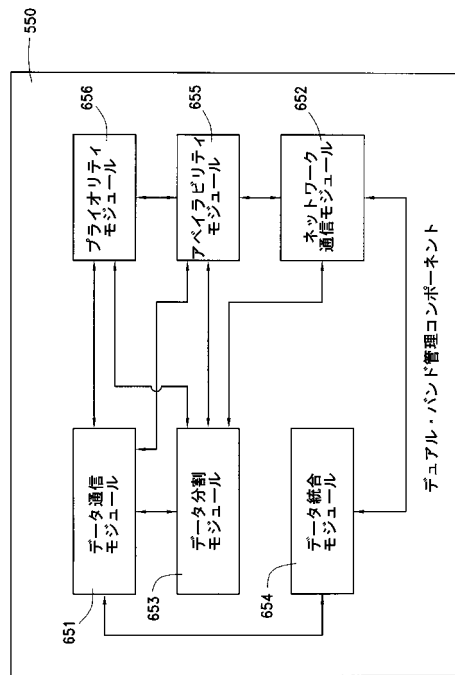 550
656
プライオリティ
モジュール
655
アベイラビリティ
モジュール
652
ネットワーク
通信モジュール
651
データ通信
モジュール
653
データ分割
モジュール
654
データ統合
モジュール
デュアル・バンド管理コンポーネント